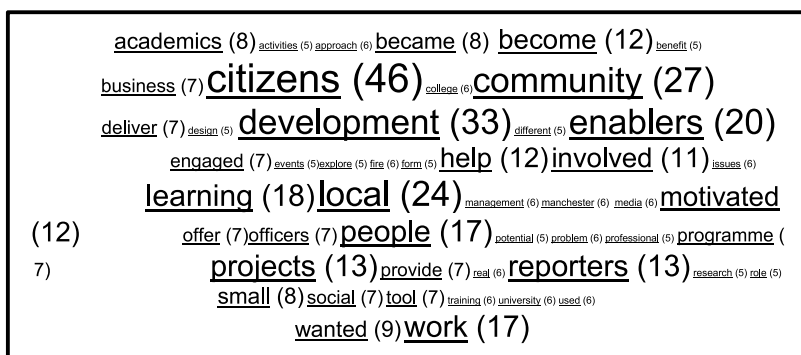 academics (8) activities (5) approach (6) became (8) become (12) benefit (5)
business (7) citizens (46) college (6) community (27)
deliver (7) design (5) development (33) different (5) enablers (20)
engaged (7) events (5)explore (5) fire (6) form (5) help (12) involved (11) issues (6)
learning (18) local (24) management (6) manchester (6) media (6) motivated
(12) offer (7)officers (7) people (17) potential (5) problem (6) professional (5) programme (
7) projects (13) provide (7) real (6) reporters (13) research (5) role (5)
small (8) social (7) tool (7) training (6) university (6) used (6)
wanted (9) work (17)